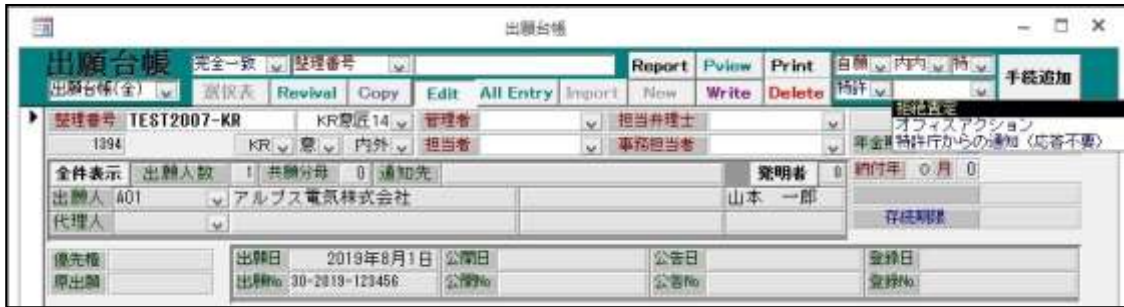 出願台帳
出願台帳 完全一致 整理番号 Report Pview Print 自願 内内 特 手続追加
出願台帳(全) 選択表 Revival Copy Edit All Entry Import New Write Delete 特許
拒絶査定
整理番号 TEST2007-KR KR意匠14 管理者 担当弁理士 オフィスアクション
1394 KR 意 内外 担当者 事務担当者 年金期 特許庁からの通知(応答不要)
全件表示 出願人数 1 共願分母 0 通知先 発明者 0 納付年 0 月 0
出願人 A01 アルプス電気株式会社 山本 一郎
代理人 存続期限
優先権 出願日 2019年8月1日 公開日 公告日 登録日
原出願 出願No 30-2019-123456 公開No 公告No 登録No